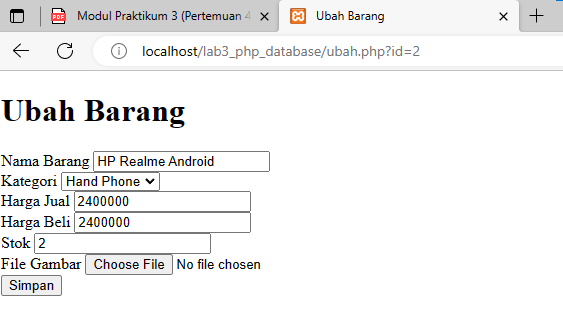 PDF Modul Praktikum 3 (Pertemuan 4 Ubah Barang
localhost/lab3_php_database/ubah.php?id=2
Ubah Barang
Nama Barang HP Realme Android
Kategori Hand Phone
Harga Jual 2400000
Harga Beli 2400000
Stok 2
File Gambar Choose File No file chosen
Simpan